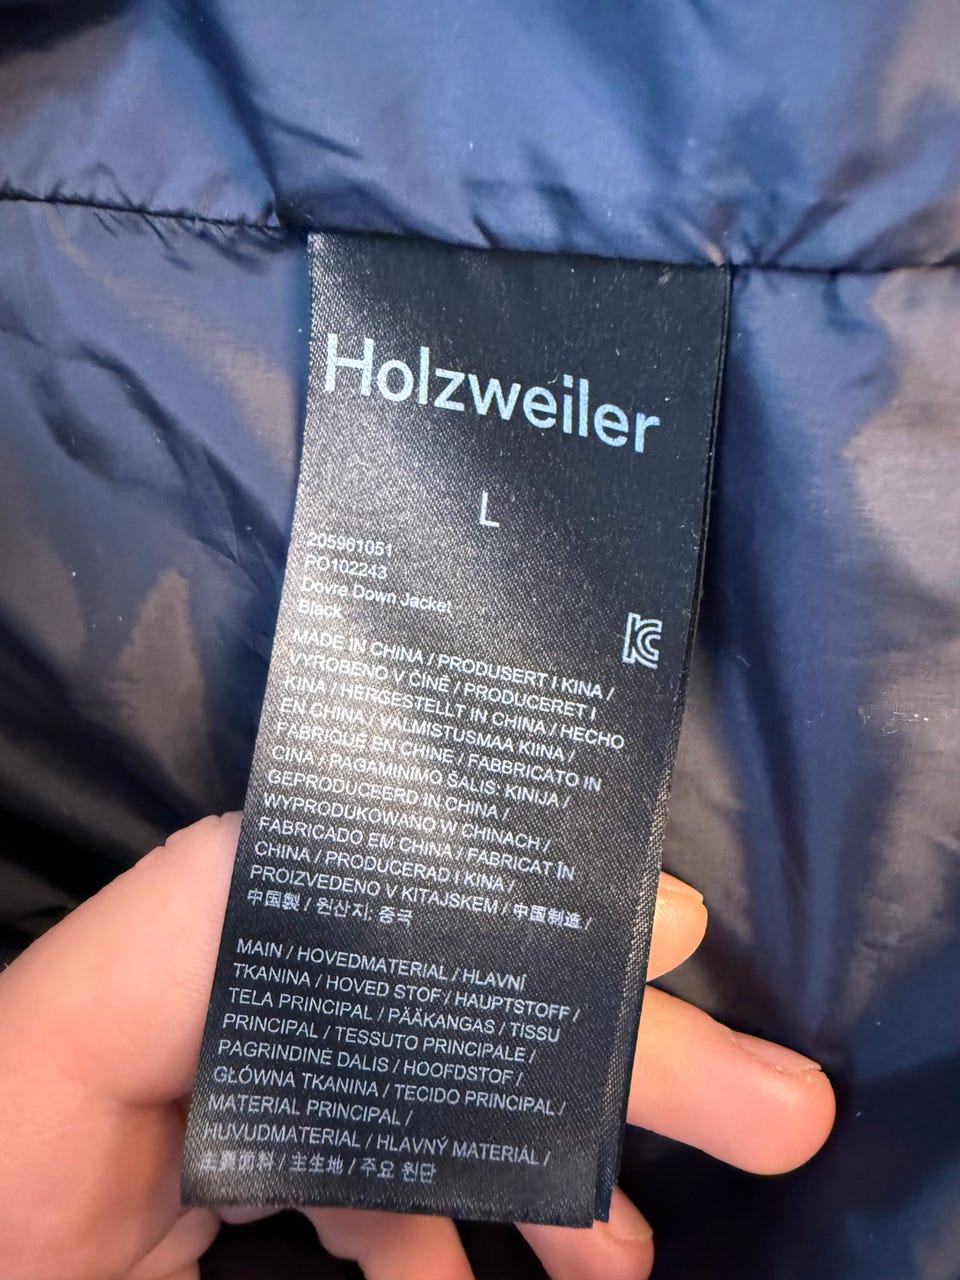 Holzweiler
L
205961051
PO102243
Dovre Down Jacket
Black
KC
MADE IN CHINA / PRODUSERT I KINA /
VYROBENO V ČÍNĚ / PRODUCERET I
KINA / HERGESTELLT IN CHINA / HECHO
EN CHINA / VALMISTUSMAA KIINA /
FABRIQUÉ EN CHINE / FABBRICATO IN
CINA / PAGAMINIMO ŠALIS: KINIJA /
GEPRODUCEERD IN CHINA /
WYPRODUKOWANO W CHINACH /
FABRICADO EM CHINA / FABRICAT ÎN
CHINA / PRODUCERAD I KINA /
PROIZVEDENO V KITAJSKEM / 中国制造 /
中国製 / 원산지: 중국
MAIN / HOVEDMATERIAL / HLAVNÍ
TKANINA / HOVED STOF / HAUPTSTOFF /
TELA PRINCIPAL / PÄÄKANGAS / TISSU
PRINCIPAL / TESSUTO PRINCIPALE /
PAGRINDINĖ DALIS / HOOFDSTOF /
GŁÓWNA TKANINA / TECIDO PRINCIPAL /
MATERIAL PRINCIPAL /
HUVUDMATERIAL / HLAVNÝ MATERIÁL /
主要面料 / 主生地 / 주요 원단